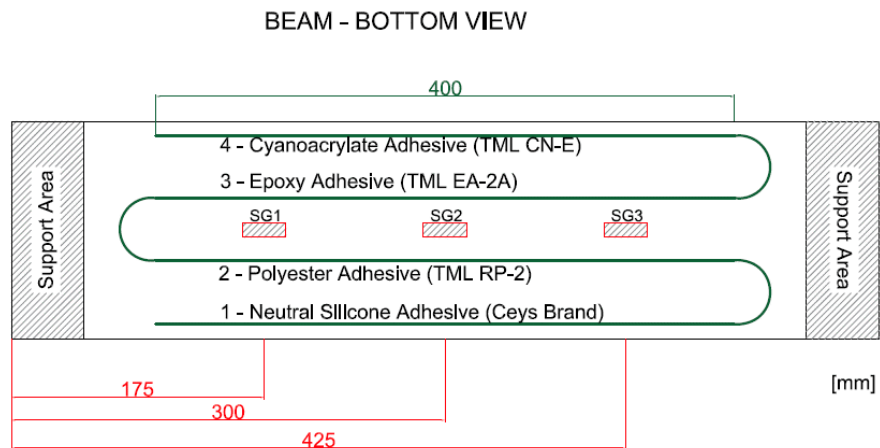 BEAM - BOTTOM VIEW
400
4 - Cyanoacrylate Adhesive (TML CN-E)
3 - Epoxy Adhesive (TML EA-2A)
Support Area
SG1
SG2
SG3
Support Area
2 - Polyester Adhesive (TML RP-2)
1 - Neutral Silicone Adhesive (Ceys Brand)
175
[mm]
300
425